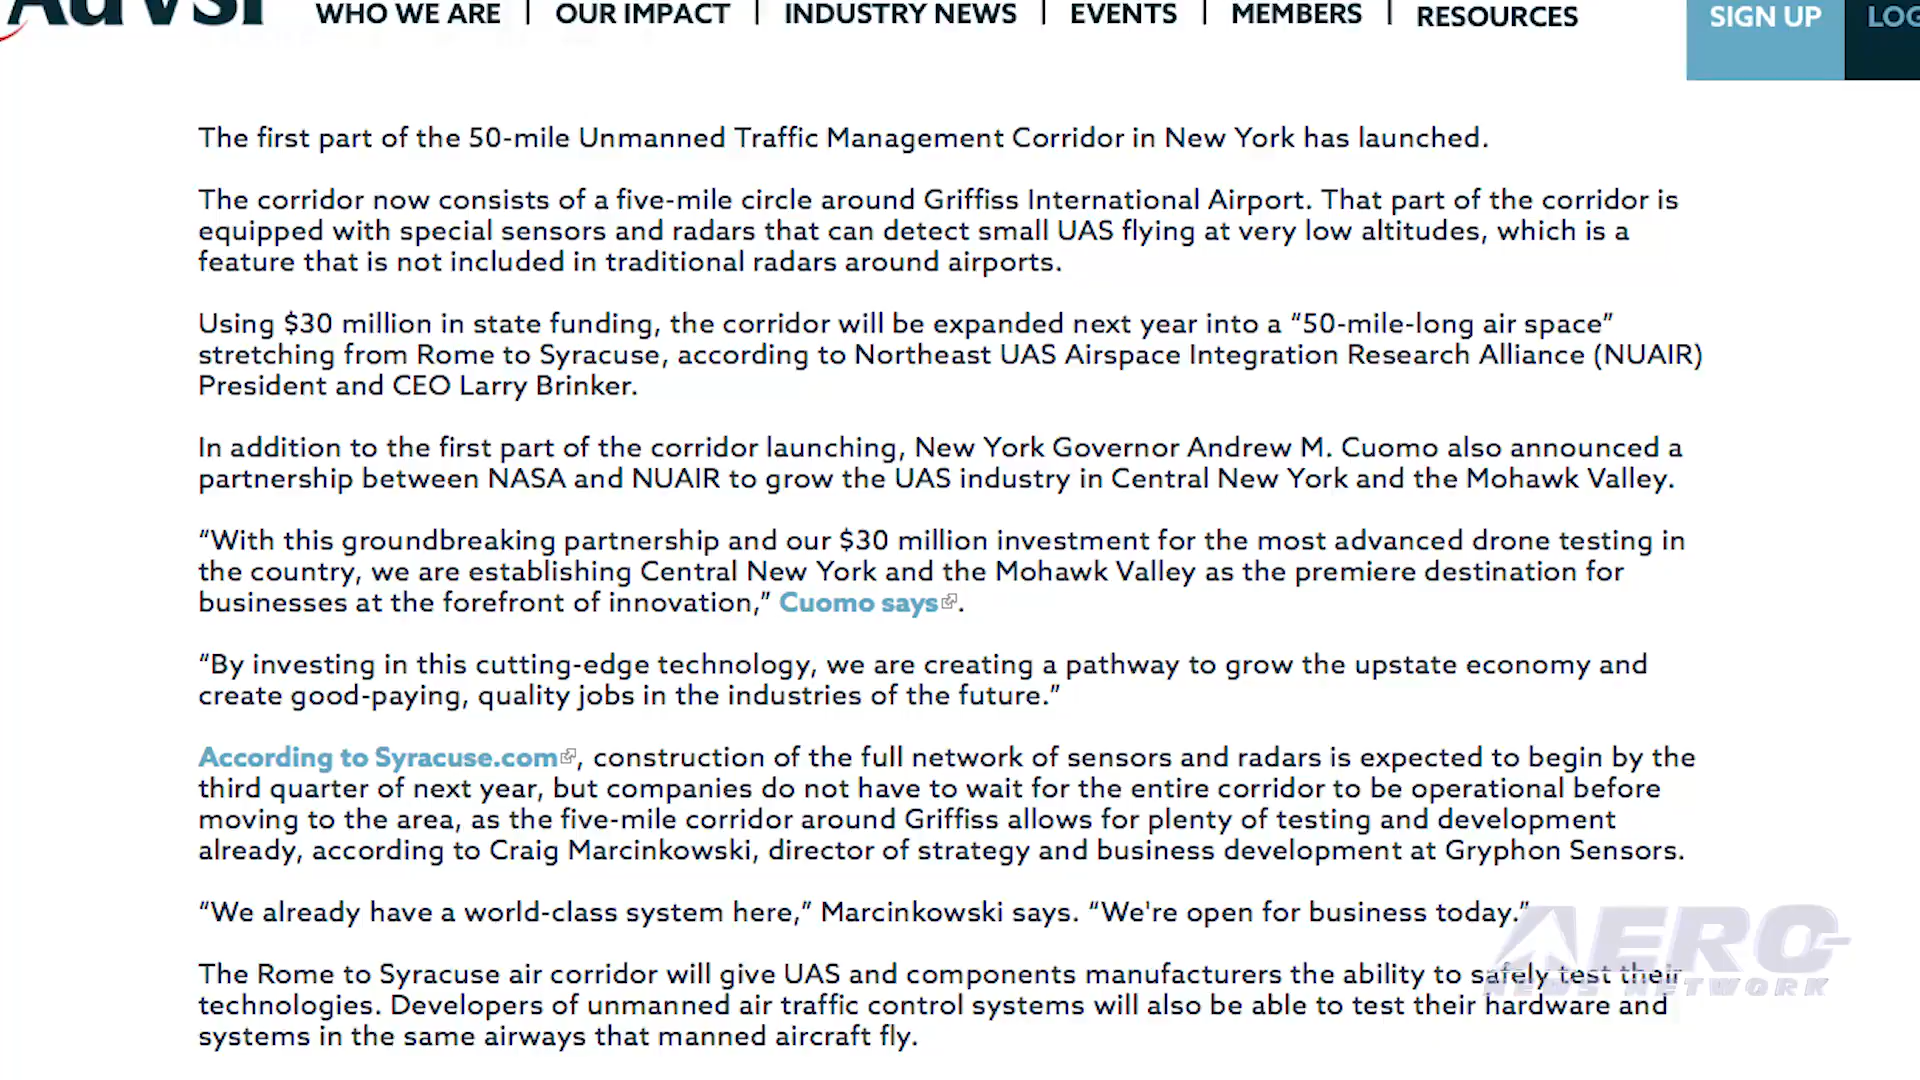 AUVSI
WHO WE ARE | OUR IMPACT | INDUSTRY NEWS | EVENTS | MEMBERS | RESOURCES
SIGN UP
LOG
The first part of the 50-mile Unmanned Traffic Management Corridor in New York has launched.
The corridor now consists of a five-mile circle around Griffiss International Airport. That part of the corridor is
equipped with special sensors and radars that can detect small UAS flying at very low altitudes, which is a
feature that is not included in traditional radars around airports.
Using $30 million in state funding, the corridor will be expanded next year into a “50-mile-long air space”
stretching from Rome to Syracuse, according to Northeast UAS Airspace Integration Research Alliance (NUAIR)
President and CEO Larry Brinker.
In addition to the first part of the corridor launching, New York Governor Andrew M. Cuomo also announced a
partnership between NASA and NUAIR to grow the UAS industry in Central New York and the Mohawk Valley.
“With this groundbreaking partnership and our $30 million investment for the most advanced drone testing in
the country, we are establishing Central New York and the Mohawk Valley as the premiere destination for
businesses at the forefront of innovation,” Cuomo says.
“By investing in this cutting-edge technology, we are creating a pathway to grow the upstate economy and
create good-paying, quality jobs in the industries of the future.”
According to Syracuse.com, construction of the full network of sensors and radars is expected to begin by the
third quarter of next year, but companies do not have to wait for the entire corridor to be operational before
moving to the area, as the five-mile corridor around Griffiss allows for plenty of testing and development
already, according to Craig Marcinkowski, director of strategy and business development at Gryphon Sensors.
“We already have a world-class system here,” Marcinkowski says. “We're open for business today.”
The Rome to Syracuse air corridor will give UAS and components manufacturers the ability to safely test their
technologies. Developers of unmanned air traffic control systems will also be able to test their hardware and
systems in the same airways that manned aircraft fly.
AERO
NEWS NETWORK